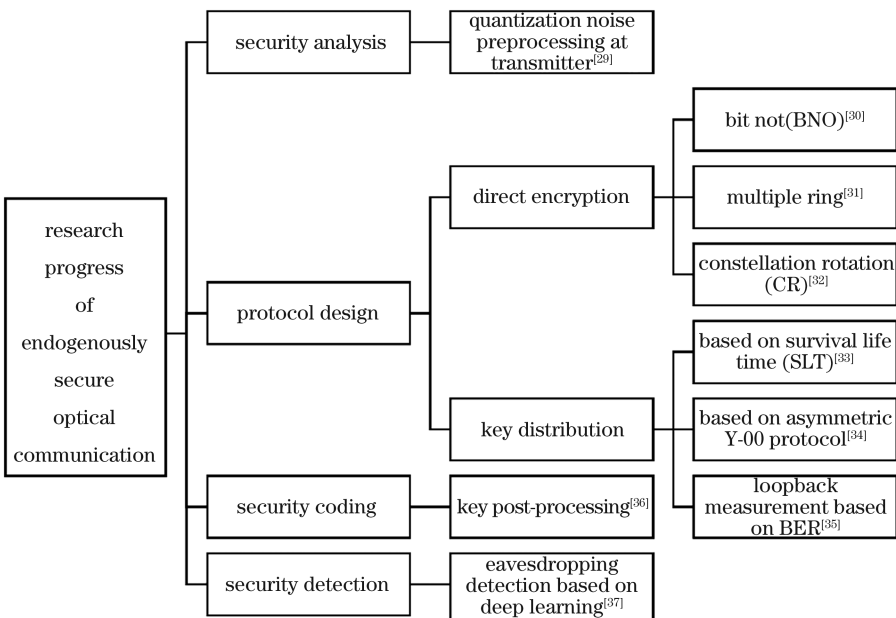 research
progress
of
endogenously
secure
optical
communication
security analysis
quantization noise
preprocessing at
transmitter[29]
protocol design
direct encryption
bit not(BNO)[30]
multiple ring[31]
constellation rotation
(CR)[32]
key distribution
based on survival life
time (SLT)[33]
based on asymmetric
Y-00 protocol[34]
loopback
measurement based
on BER[35]
security coding
key post-processing[36]
security detection
eavesdropping
detection based on
deep learning[37]